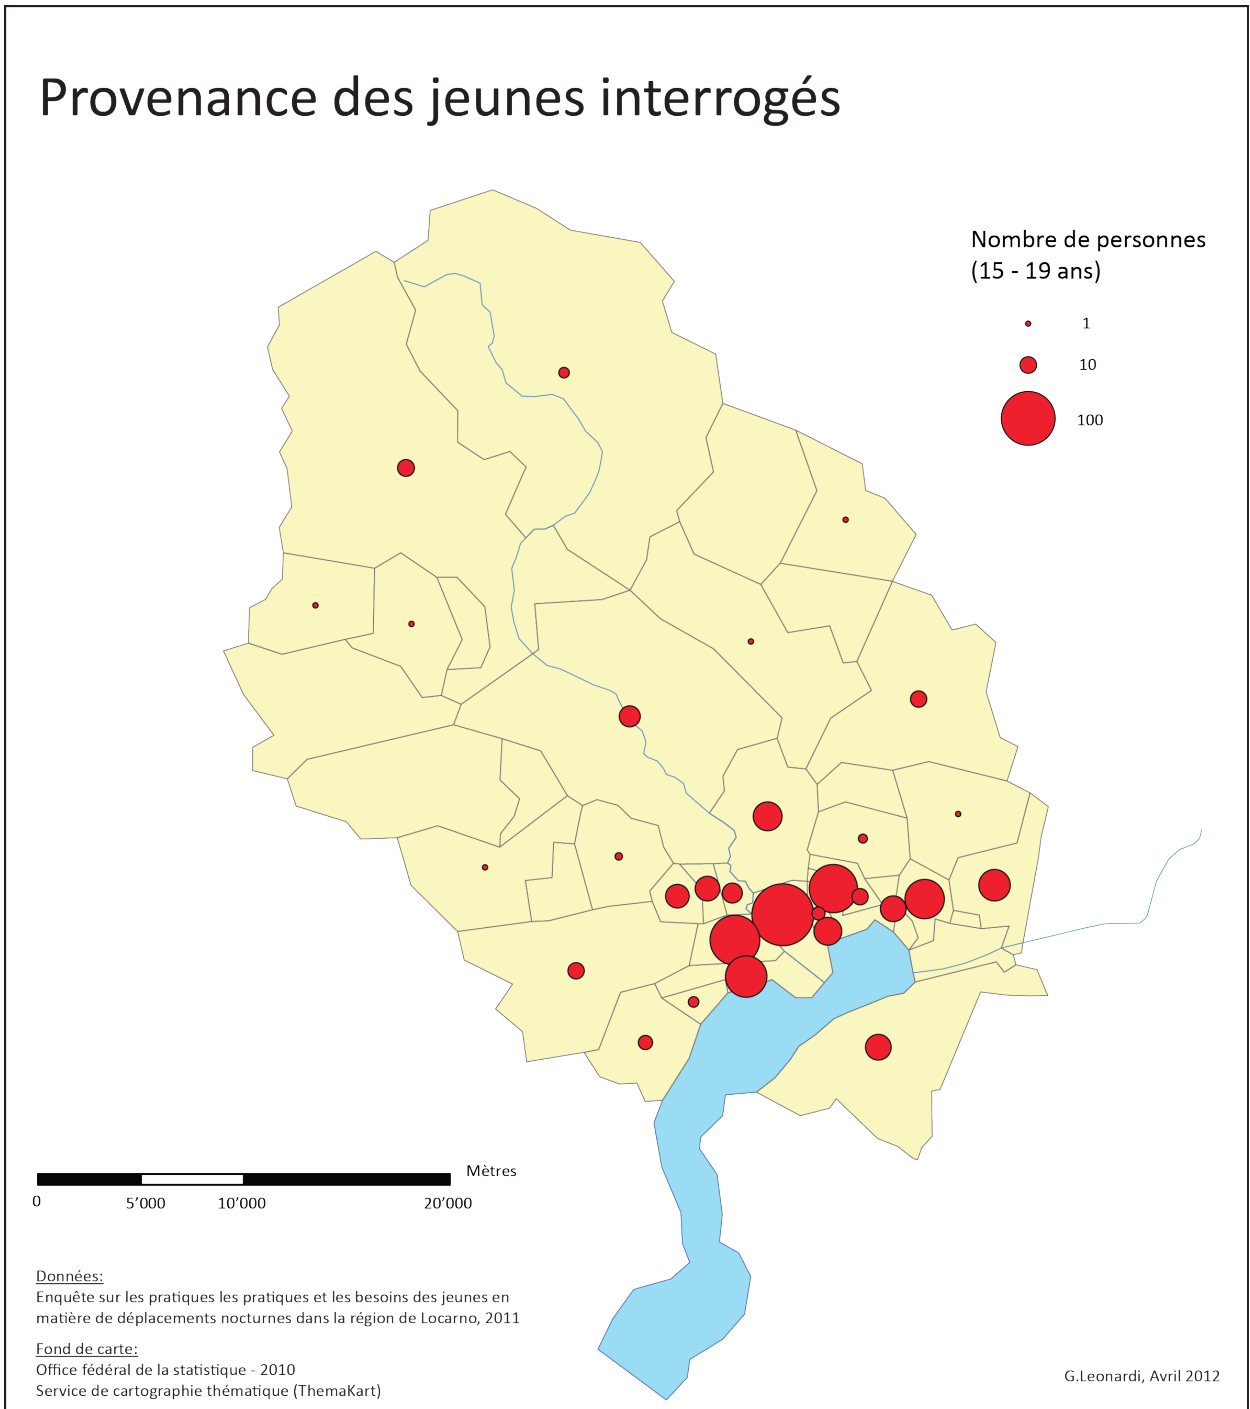 Provenance des jeunes interrogés
Nombre de personnes
(15 - 19 ans)
1
10
100
Mètres
0
5’000
10’000
20’000
Données:
Enquête sur les pratiques les pratiques et les besoins des jeunes en
matière de déplacements nocturnes dans la région de Locarno, 2011
Fond de carte:
Office fédéral de la statistique - 2010
Service de cartographie thématique (ThemaKart)
G.Leonardi, Avril 2012